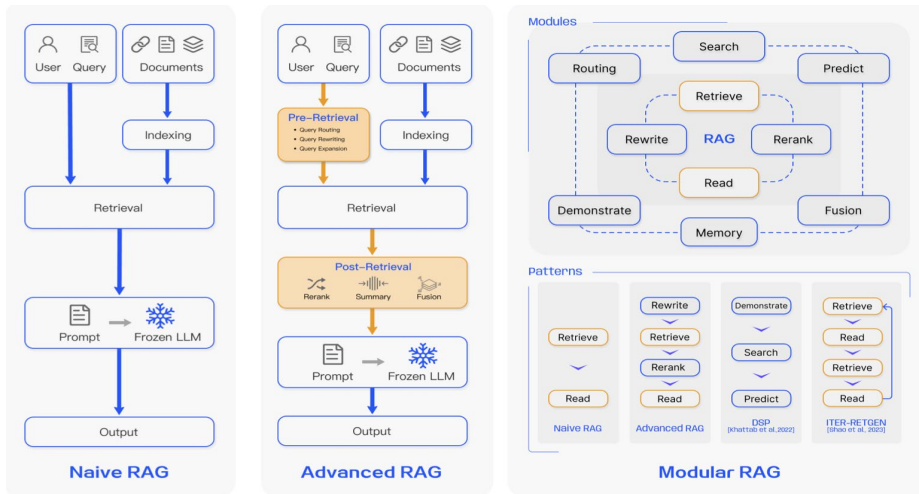 User Query
Documents
Indexing
Retrieval
Prompt
Frozen LLM
Output
Naive RAG
User Query
Documents
Pre-Retrieval
• Query Routing
• Query Rewriting
• Query Expansion
Indexing
Retrieval
Post-Retrieval
Rerank
Summary
Fusion
Prompt
Frozen LLM
Output
Advanced RAG
Modules
Search
Routing
Predict
Retrieve
Rewrite
RAG
Rerank
Read
Demonstrate
Fusion
Memory
Patterns
Retrieve
Read
Naive RAG
Rewrite
Retrieve
Rerank
Read
Advanced RAG
Demonstrate
Search
Predict
DSP
[Khattab et al.,2022]
Retrieve
Read
Retrieve
Read
ITER-RETGEN
[Shao et al., 2023]
Modular RAG